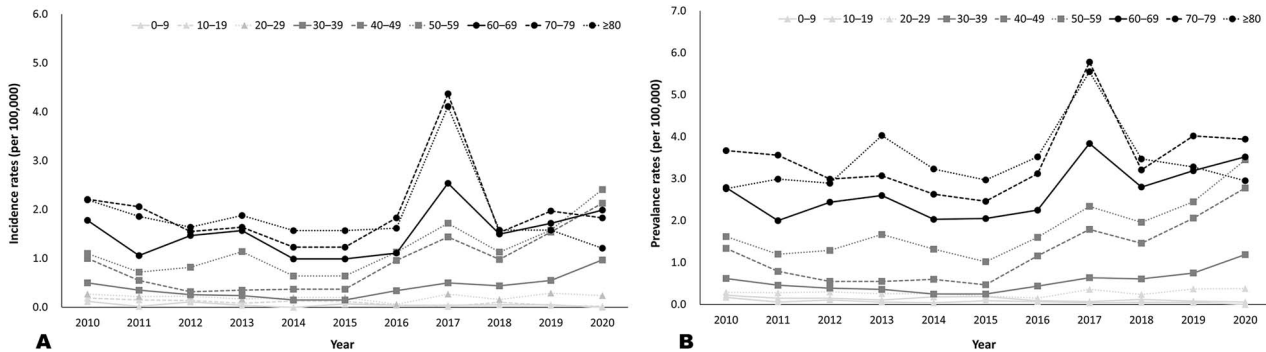 0–9 10–19 20–29 30–39 40–49 50–59 60–69 70–79 ≥80
6.0
5.0
4.0
3.0
2.0
1.0
0.0
Incidence rates (per 100,000)
2010 2011 2012 2013 2014 2015 2016 2017 2018 2019 2020
Year
A
0–9 10–19 20–29 30–39 40–49 50–59 60–69 70–79 ≥80
7.0
6.0
5.0
4.0
3.0
2.0
1.0
0.0
Prevalance rates (per 100,000)
2010 2011 2012 2013 2014 2015 2016 2017 2018 2019 2020
Year
B